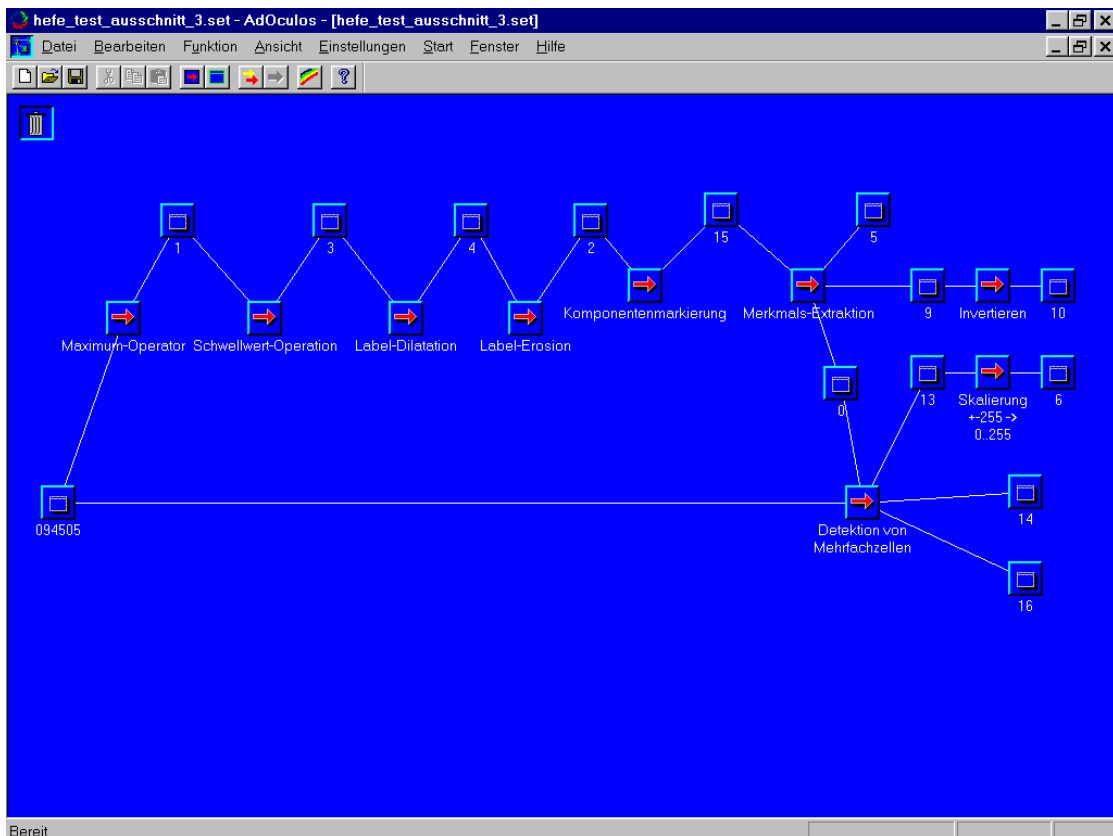 hefe_test_ausschnitt_3.set - AdOculos - [hefe_test_ausschnitt_3.set]
Datei Bearbeiten Funktion Ansicht Einstellungen Start Fenster Hilfe
1
3
4
2
15
5
Maximum-Operator
Schwellwert-Operation
Label-Dilatation
Label-Erosion
Komponentenmarkierung
Merkmals-Extraktion
9
Invertieren
10
0
13
Skalierung
+-255 ->
0..255
6
094505
Detektion von
Mehrfachzellen
14
16
Bereit